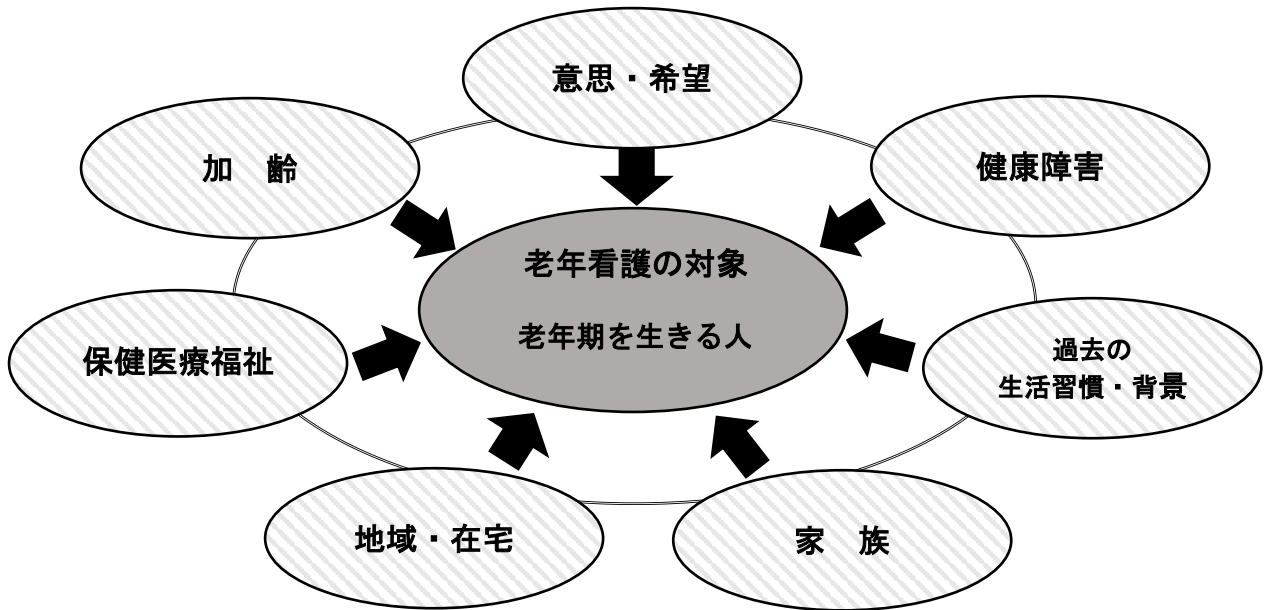 意思・希望
加　齢
健康障害
老年看護の対象
老年期を生きる人
保健医療福祉
過去の
生活習慣・背景
地域・在宅
家　族